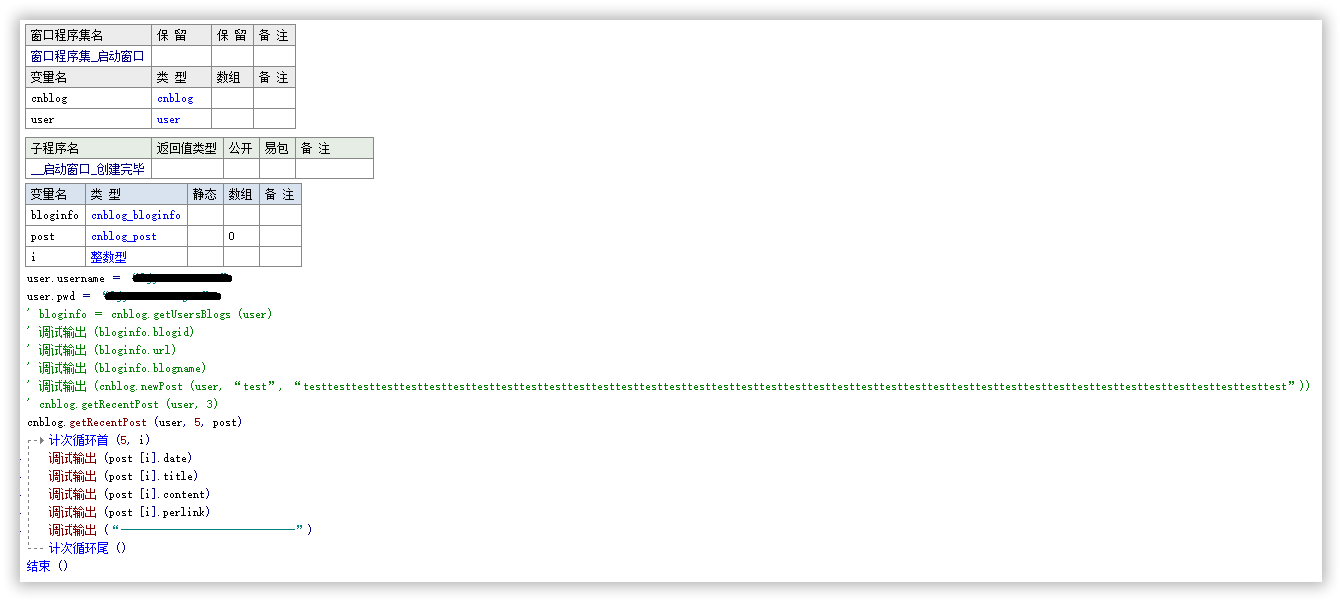 窗口程序集名 保 留 保 留 备 注
窗口程序集_启动窗口
变量名 类 型 数组 备 注
cnblog cnblog
user user
子程序名 返回值类型 公开 易包 备 注
__启动窗口_创建完毕
变量名 类 型 静态 数组 备 注
bloginfo cnblog_bloginfo
post cnblog_post 0
i 整数型
user.username =
user.pwd =
' bloginfo = cnblog.getUsersBlogs (user)
' 调试输出 (bloginfo.blogid)
' 调试输出 (bloginfo.url)
' 调试输出 (bloginfo.blogname)
' 调试输出 (cnblog.newPost (user, “test”, “testtesttesttesttesttesttesttesttesttesttesttesttesttesttesttesttesttesttesttesttesttesttesttesttesttesttesttesttesttesttesttesttesttesttesttesttesttesttesttesttest”))
' cnblog.getRecentPost (user, 3)
cnblog.getRecentPost (user, 5, post)
计次循环首 (5, i)
调试输出 (post [i].date)
调试输出 (post [i].title)
调试输出 (post [i].content)
调试输出 (post [i].perlink)
调试输出 (“—————————————”)
计次循环尾 ()
结束 ()